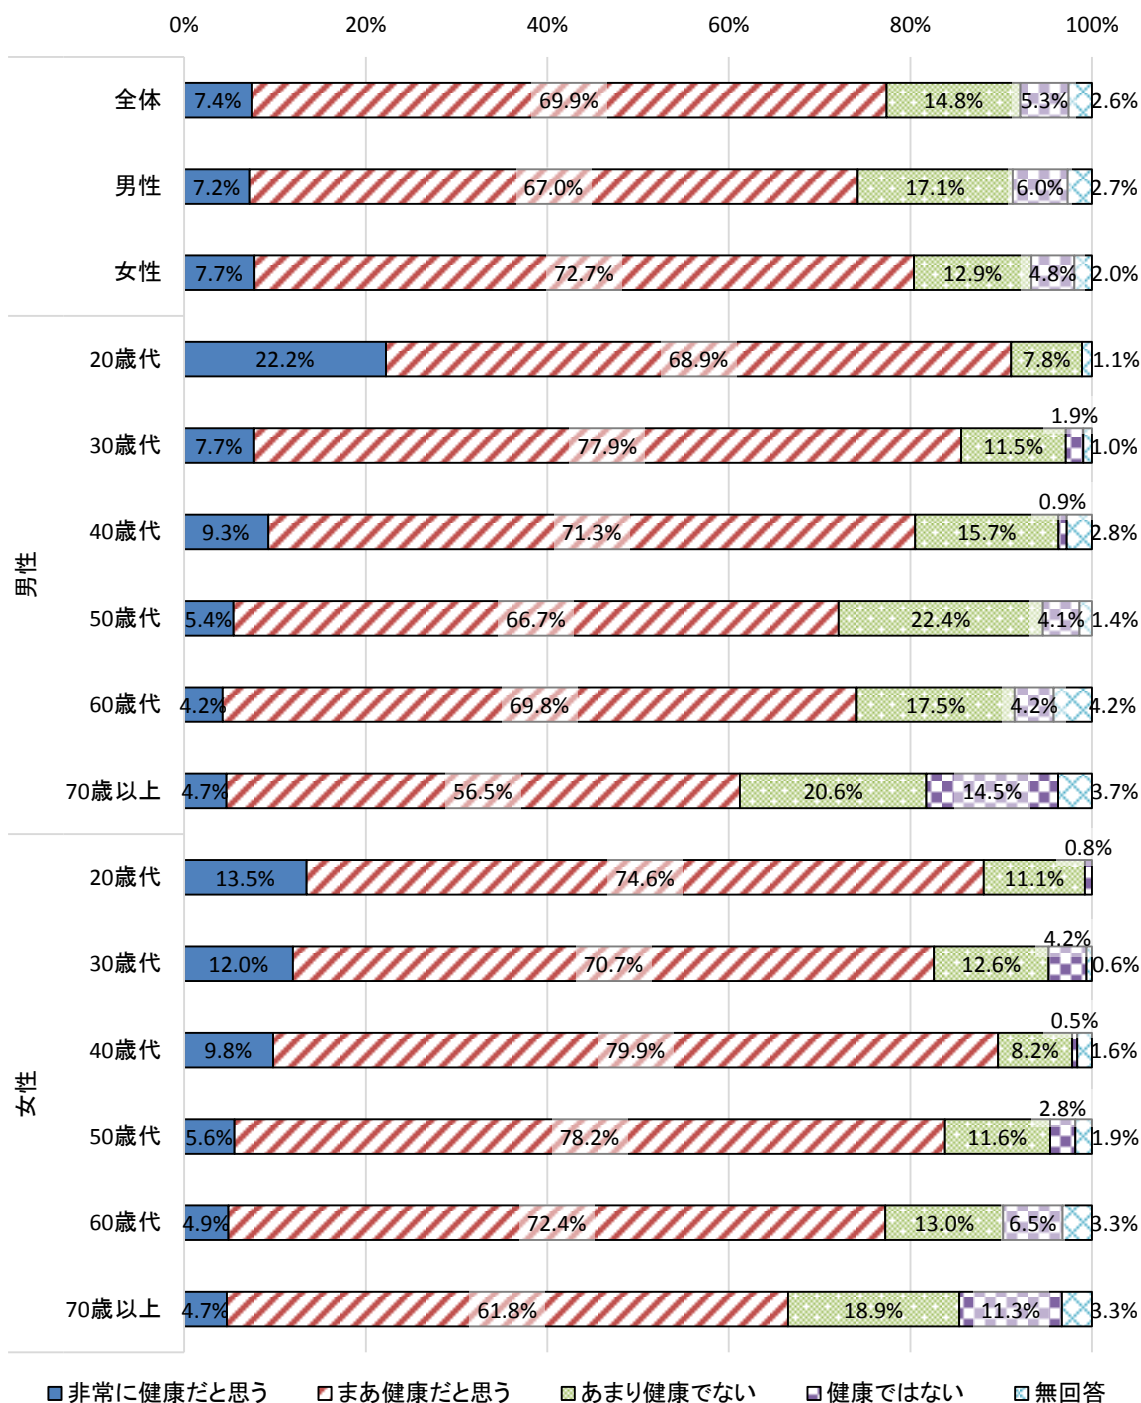 0% 20% 40% 60% 80% 100%
全体 7.4% 69.9% 14.8% 5.3% 2.6%
男性 7.2% 67.0% 17.1% 6.0% 2.7%
女性 7.7% 72.7% 12.9% 4.8% 2.0%
男性
20歳代 22.2% 68.9% 7.8% 1.1%
30歳代 7.7% 77.9% 11.5% 1.9% 1.0%
40歳代 9.3% 71.3% 15.7% 0.9% 2.8%
50歳代 5.4% 66.7% 22.4% 4.1% 1.4%
60歳代 4.2% 69.8% 17.5% 4.2% 4.2%
70歳以上 4.7% 56.5% 20.6% 14.5% 3.7%
女性
20歳代 13.5% 74.6% 11.1% 0.8%
30歳代 12.0% 70.7% 12.6% 4.2% 0.6%
40歳代 9.8% 79.9% 8.2% 0.5% 1.6%
50歳代 5.6% 78.2% 11.6% 2.8% 1.9%
60歳代 4.9% 72.4% 13.0% 6.5% 3.3%
70歳以上 4.7% 61.8% 18.9% 11.3% 3.3%
非常に健康だと思う まあ健康だと思う あまり健康でない 健康ではない 無回答